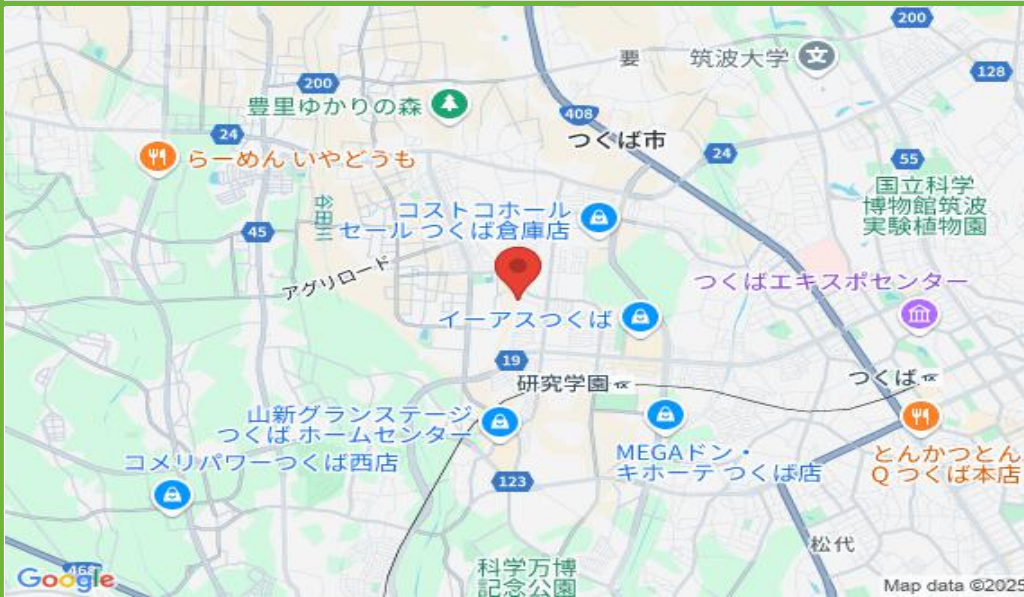 200
要
筑波大学
128
200
豊里ゆかりの森
408
24
つくば市
24
らーめん いやどうも
55
国立科学
博物館筑波
実験植物園
谷田川
45
コストコホール
セール つくば倉庫店
アグリロード
つくばエキスポセンター
イーアスつくば
19
研究学園
つくば
山新グランステージ
つくば ホームセンター
コメリパワーつくば西店
MEGAドン・
キホーテ つくば店
とんかつとん
Q つくば本店
123
松代
468
科学万博
記念公園
Google
Map data ©2025